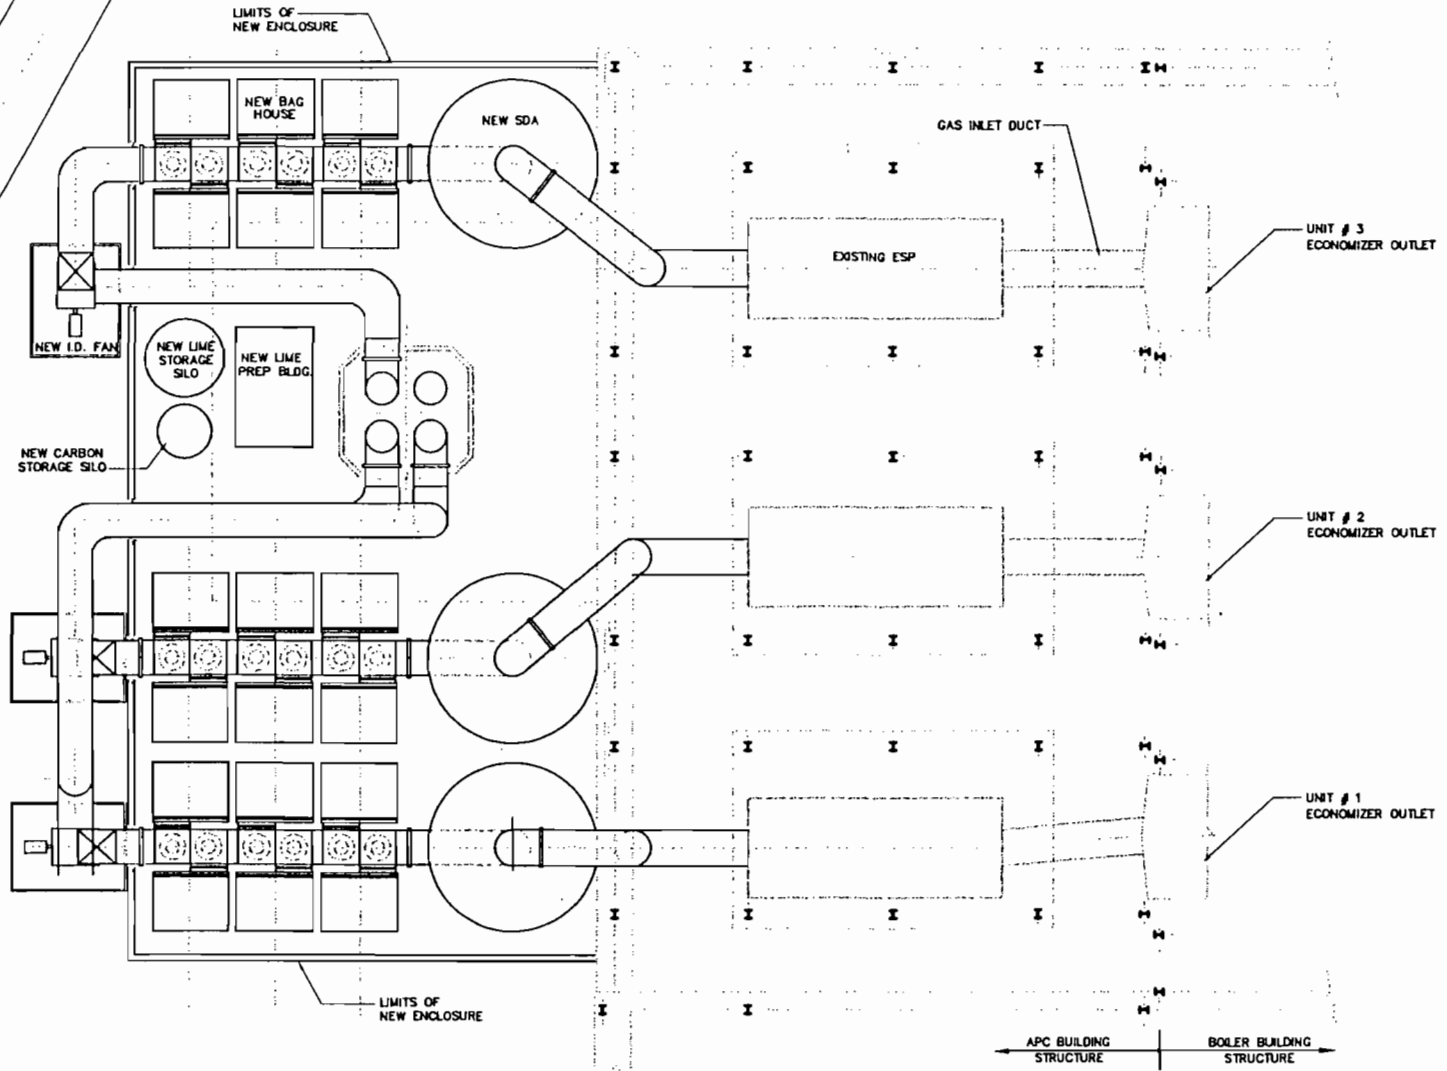 LIMITS OF
NEW ENCLOSURE
NEW BAG
HOUSE
NEW SDA
GAS INLET DUCT
UNIT # 3
ECONOMIZER OUTLET
EXISTING ESP
NEW I.D. FAN
NEW LIME
STORAGE
SILO
NEW LIME
PREP BLDG.
NEW CARBON
STORAGE SILO
UNIT # 2
ECONOMIZER OUTLET
UNIT # 1
ECONOMIZER OUTLET
LIMITS OF
NEW ENCLOSURE
APC BUILDING
STRUCTURE
BOILER BUILDING
STRUCTURE